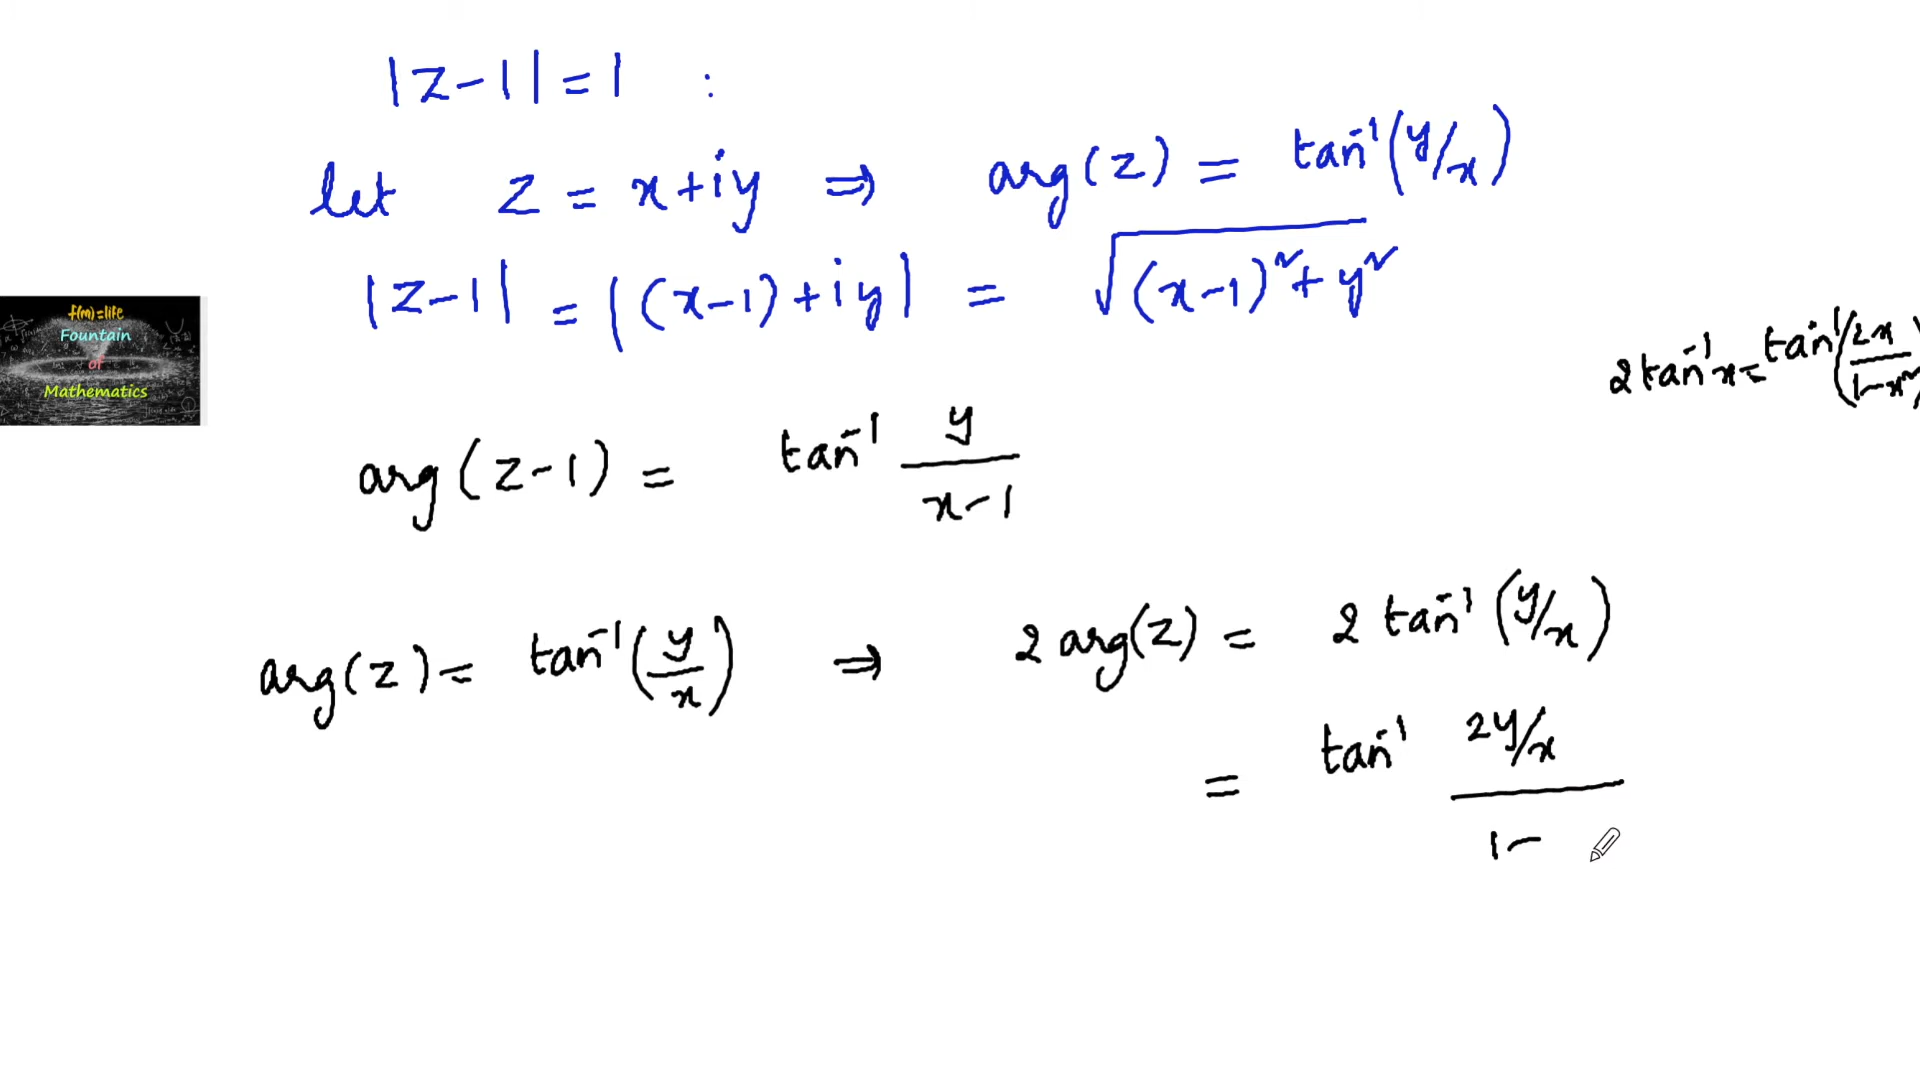 |z-1| = 1 :
let z = x+iy ⇒ arg(z) = tan⁻¹(y/x)
|z-1| = |(x-1)+iy| = √(x-1)²+y²
f(m)=life
Fountain
of
Mathematics
2tan⁻¹x = tan⁻¹(2x/1-x²)
arg(z-1) = tan⁻¹ y/x-1
arg(z) = tan⁻¹(y/x) ⇒ 2 arg(z) = 2 tan⁻¹(y/x)
= tan⁻¹ 2y/x
1-